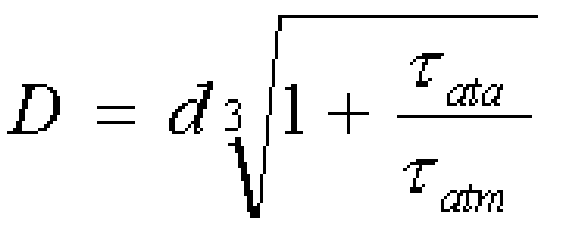 D = d ∛(1 + τ_ata / τ_atm)